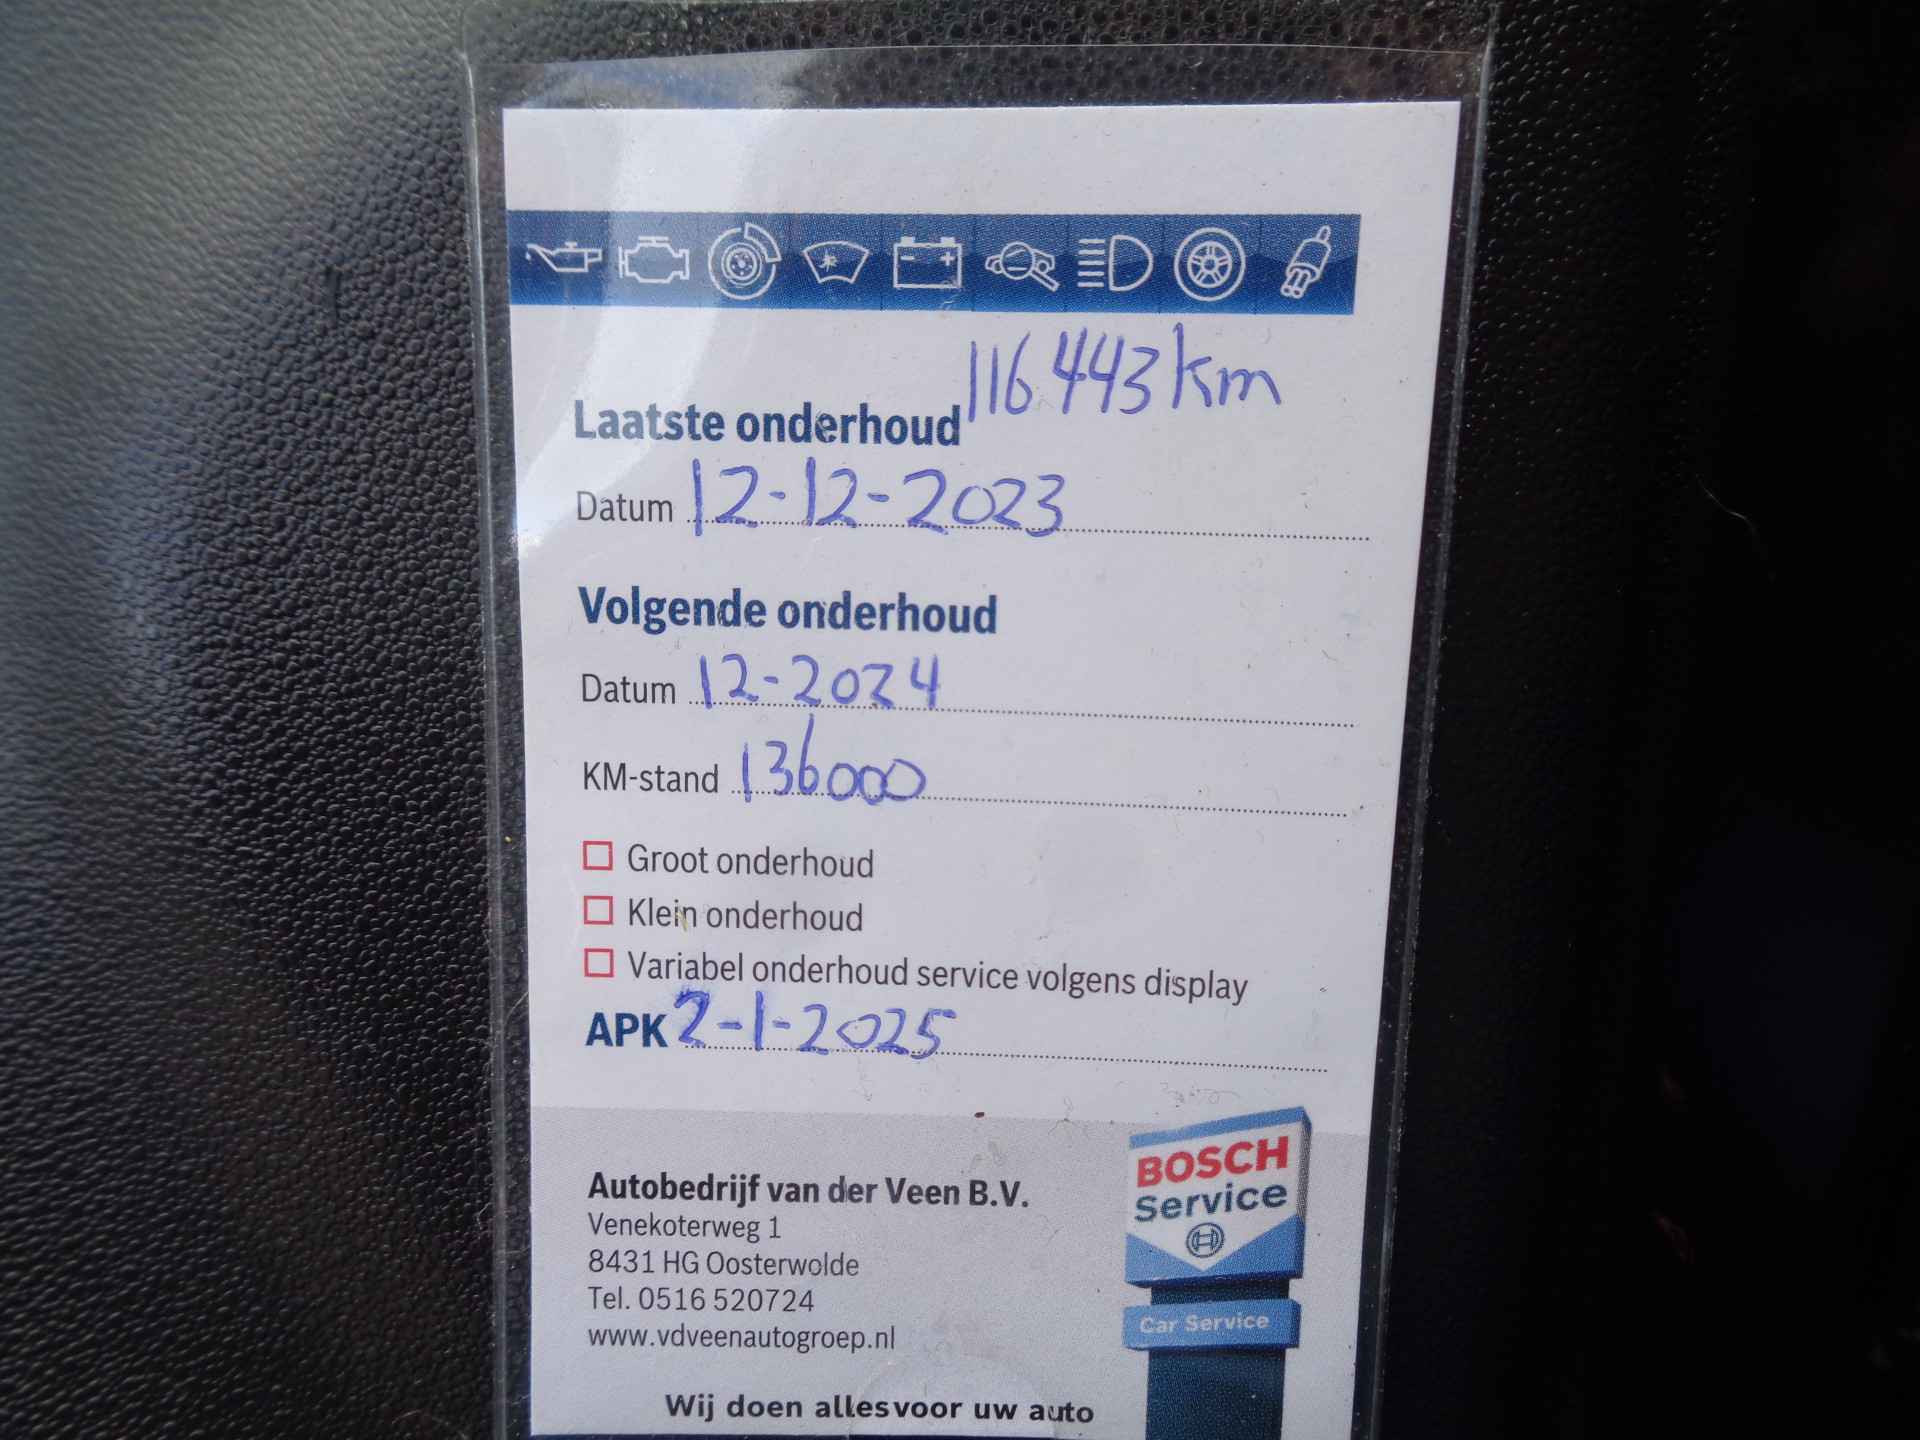 116443 km
Laatste onderhoud
Datum 12-12-2023
Volgende onderhoud
Datum 12-2024
KM-stand 136000
Groot onderhoud
Klein onderhoud
Variabel onderhoud service volgens display
APK 2-1-2025
BOSCH
Service
Car Service
Autobedrijf van der Veen B.V.
Venekoterweg 1
8431 HG Oosterwolde
Tel. 0516 520724
www.vdveenautogroep.nl
Wij doen alles voor uw auto